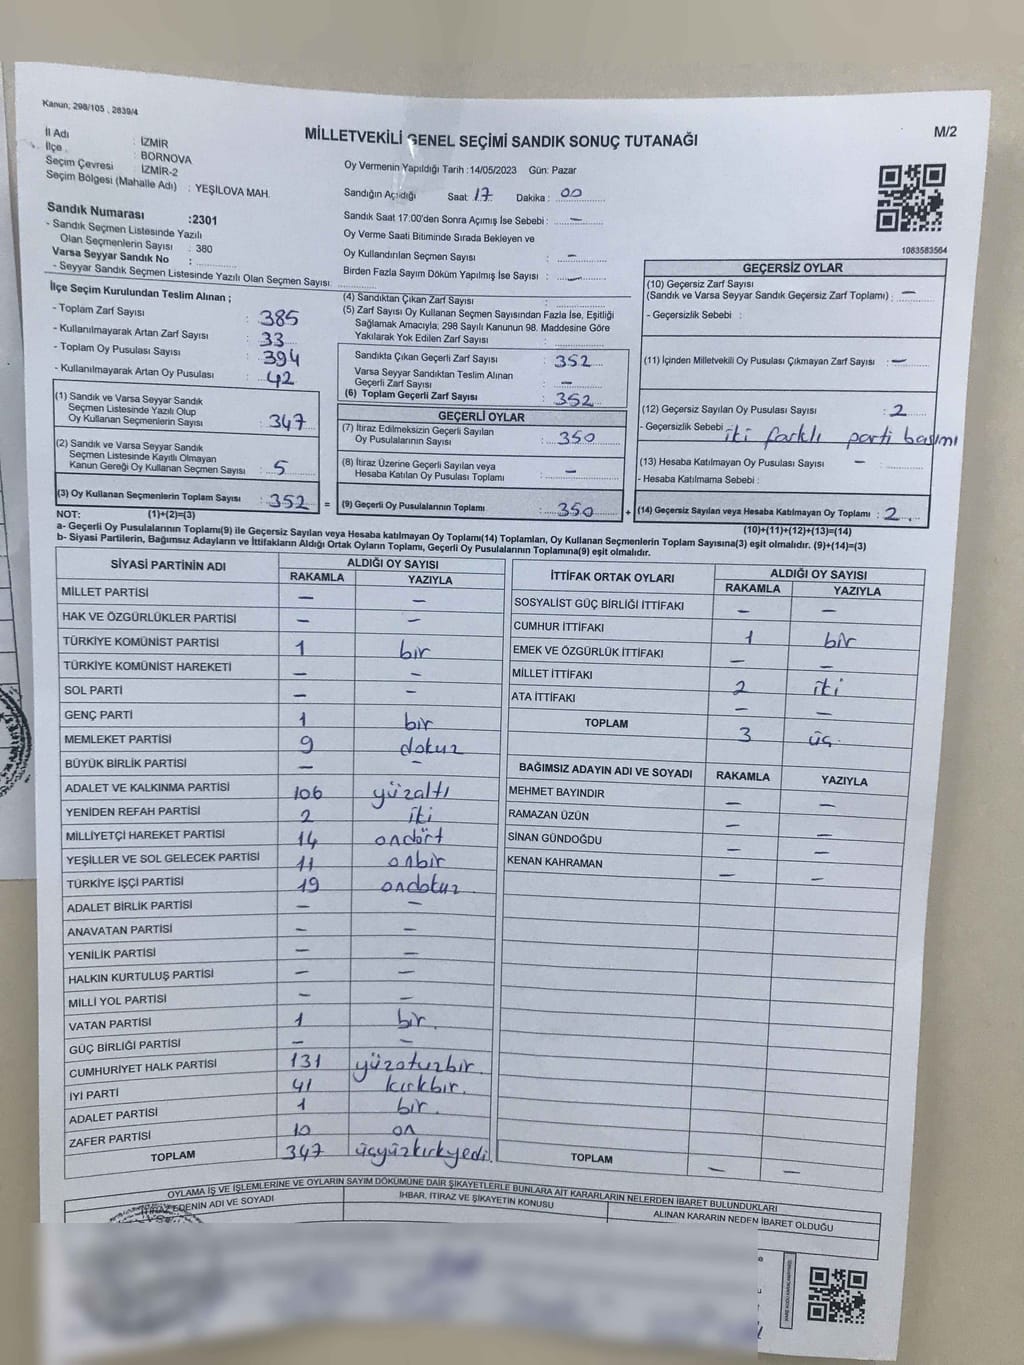 Kanun; 298/105 , 2839/4
MİLLETVEKİLİ GENEL SEÇİMİ SANDIK SONUÇ TUTANAĞI
M/2
İl Adı : İZMİR
İlçe : BORNOVA
Seçim Çevresi : İZMİR-2
Seçim Bölgesi (Mahalle Adı) : YEŞİLOVA MAH.
Sandık Numarası :2301
- Sandık Seçmen Listesinde Yazılı
Olan Seçmenlerin Sayısı : 380
Varsa Seyyar Sandık No :
- Seyyar Sandık Seçmen Listesinde Yazılı Olan Seçmen Sayısı:
Oy Vermenin Yapıldığı Tarih :14/05/2023 Gün: Pazar
Sandığın Açıldığı Saat: 17 Dakika : 00
Sandık Saat 17.00'den Sonra Açımış İse Sebebi : —
Oy Verme Saati Bitiminde Sırada Bekleyen ve
Oy Kullandırılan Seçmen Sayısı : —
Birden Fazla Sayım Döküm Yapılmış İse Sayısı : —
1083583564
İlçe Seçim Kurulundan Teslim Alınan ;
- Toplam Zarf Sayısı : 385
- Kullanılmayarak Artan Zarf Sayısı : 33
- Toplam Oy Pusulası Sayısı : 394
- Kullanılmayarak Artan Oy Pusulası : 42
(1) Sandık ve Varsa Seyyar Sandık
Seçmen Listesinde Yazılı Olup
Oy Kullanan Seçmenlerin Sayısı : 347
(2) Sandık ve Varsa Seyyar Sandık
Seçmen Listesinde Kayıtlı Olmayan
Kanun Gereği Oy Kullanan Seçmen Sayısı : 5
(3) Oy Kullanan Seçmenlerin Toplam Sayısı : 352 =
(4) Sandıktan Çıkan Zarf Sayısı :
(5) Zarf Sayısı Oy Kullanan Seçmen Sayısından Fazla İse, Eşitliği
Sağlamak Amacıyla; 298 Sayılı Kanunun 98. Maddesine Göre
Yakılarak Yok Edilen Zarf Sayısı :
Sandıkta Çıkan Geçerli Zarf Sayısı : 352
Varsa Seyyar Sandıktan Teslim Alınan
Geçerli Zarf Sayısı : —
(6) Toplam Geçerli Zarf Sayısı : 352
GEÇERLİ OYLAR
(7) İtiraz Edilmeksizin Geçerli Sayılan
Oy Pusulalarının Sayısı : 350
(8) İtiraz Üzerine Geçerli Sayılan veya
Hesaba Katılan Oy Pusulası Toplamı : —
(9) Geçerli Oy Pusulalarının Toplamı : 350 +
GEÇERSİZ OYLAR
(10) Geçersiz Zarf Sayısı
(Sandık ve Varsa Seyyar Sandık Geçersiz Zarf Toplamı) : —
- Geçersizlik Sebebi :
(11) İçinden Milletvekili Oy Pusulası Çıkmayan Zarf Sayısı : —
(12) Geçersiz Sayılan Oy Pusulası Sayısı : 2
- Geçersizlik Sebebi : iki farklı parti basımı
(13) Hesaba Katılmayan Oy Pusulası Sayısı : —
- Hesaba Katılmama Sebebi :
(14) Geçersiz Sayılan veya Hesaba Katılmayan Oy Toplamı : 2
NOT: (1)+(2)=(3)
(10)+(11)+(12)+(13)=(14)
a- Geçerli Oy Pusulalarının Toplamı(9) ile Geçersiz Sayılan veya Hesaba katılmayan Oy Toplamı(14) Toplamları, Oy Kullanan Seçmenlerin Toplam Sayısına(3) eşit olmalıdır. (9)+(14)=(3)
b- Siyasi Partilerin, Bağımsız Adayların ve İttifakların Aldığı Ortak Oyların Toplamı, Geçerli Oy Pusulalarının Toplamına(9) eşit olmalıdır.
SİYASİ PARTİNİN ADI ALDIĞI OY SAYISI
RAKAMLA YAZIYLA
MİLLET PARTİSİ — —
HAK VE ÖZGÜRLÜKLER PARTİSİ — —
TÜRKİYE KOMÜNİST PARTİSİ 1 bir
TÜRKİYE KOMÜNİST HAREKETİ — —
SOL PARTİ — —
GENÇ PARTİ 1 bir
MEMLEKET PARTİSİ 9 dokuz
BÜYÜK BİRLİK PARTİSİ — —
ADALET VE KALKINMA PARTİSİ 106 yüzaltı
YENİDEN REFAH PARTİSİ 2 iki
MİLLİYETÇİ HAREKET PARTİSİ 14 ondört
YEŞİLLER VE SOL GELECEK PARTİSİ 11 onbir
TÜRKİYE İŞÇİ PARTİSİ 19 ondokuz
ADALET BİRLİK PARTİSİ — —
ANAVATAN PARTİSİ — —
YENİLİK PARTİSİ — —
HALKIN KURTULUŞ PARTİSİ — —
MİLLİ YOL PARTİSİ — —
VATAN PARTİSİ 1 bir
GÜÇ BİRLİĞİ PARTİSİ — —
CUMHURİYET HALK PARTİSİ 131 yüzotuzbir
İYİ PARTİ 41 kırkbir
ADALET PARTİSİ 1 bir
ZAFER PARTİSİ 10 on
TOPLAM 347 üçyüzkırkyedi
İTTİFAK ORTAK OYLARI ALDIĞI OY SAYISI
RAKAMLA YAZIYLA
SOSYALİST GÜÇ BİRLİĞİ İTTİFAKI — —
CUMHUR İTTİFAKI 1 bir
EMEK VE ÖZGÜRLÜK İTTİFAKI — —
MİLLET İTTİFAKI 2 iki
ATA İTTİFAKI — —
TOPLAM 3 üç
BAĞIMSIZ ADAYIN ADI VE SOYADI RAKAMLA YAZIYLA
MEHMET BAYINDIR — —
RAMAZAN ÜZÜN — —
SİNAN GÜNDOĞDU — —
KENAN KAHRAMAN — —
TOPLAM — —
OYLAMA İŞ VE İŞLEMLERİNE VE OYLARIN SAYIM DÖKÜMÜNE DAİR ŞİKAYETLERLE BUNLARA AİT KARARLARIN NELERDEN İBARET BULUNDUKLARI
EDENİN ADI VE SOYADI
İHBAR, İTİRAZ VE ŞİKAYETİN KONUSU
ALINAN KARARIN NEDEN İBARET OLDUĞU